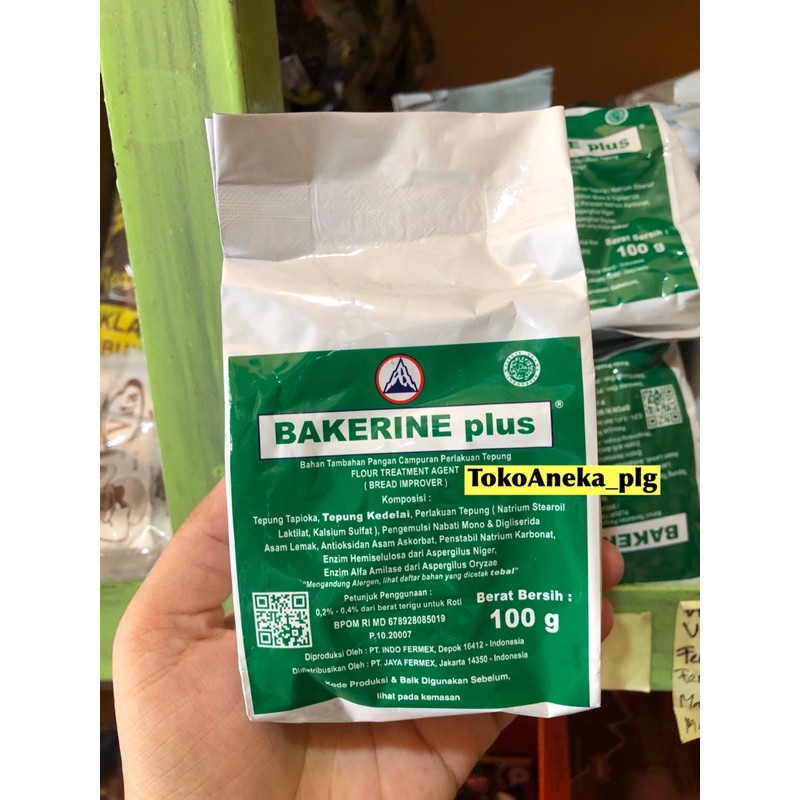 BAKERINE plus ®
Bahan Tambahan Pangan Campuran Perlakuan Tepung
FLOUR TREATMENT AGENT
( BREAD IMPROVER )
TokoAneka_plg
Komposisi :
Tepung Tapioka, Tepung Kedelai, Perlakuan Tepung ( Natrium Stearoil
Laktilat, Kalsium Sulfat ), Pengemulsi Nabati Mono & Digliserida
Asam Lemak, Antioksidan Asam Askorbat, Penstabil Natrium Karbonat,
Enzim Hemiselulosa dari Aspergilus Niger,
Enzim Alfa Amilase dari Aspergilus Oryzae
"Mengandung Alergen, lihat daftar bahan yang dicetak tebal"
Petunjuk Penggunaan :
0,2% - 0,4% dari berat terigu untuk Roti
BPOM RI MD 678928085019
P.10.20007
Berat Bersih :
100 g
Diproduksi Oleh : PT. INDO FERMEX, Depok 16412 - Indonesia
Didistribusikan Oleh : PT. JAYA FERMEX, Jakarta 14350 - Indonesia
Kode Produksi & Baik Digunakan Sebelum,
lihat pada kemasan
E plus
Berat Bersih :
100 g
BAKERINE